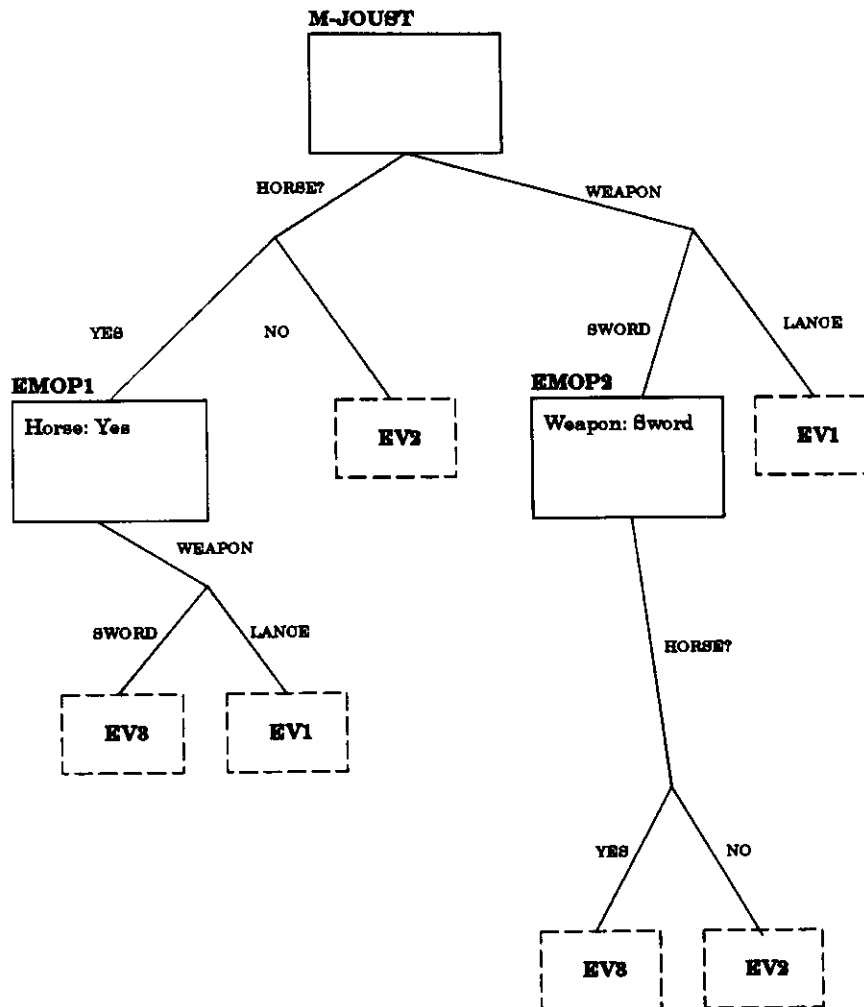 M-JOUST
HORSE?
WEAPON
YES
NO
SWORD
LANCE
EMOP1
Horse: Yes
EV2
EMOP2
Weapon: Sword
EV1
WEAPON
SWORD
LANCE
HORSE?
EV3
EV1
YES
NO
EV3
EV2